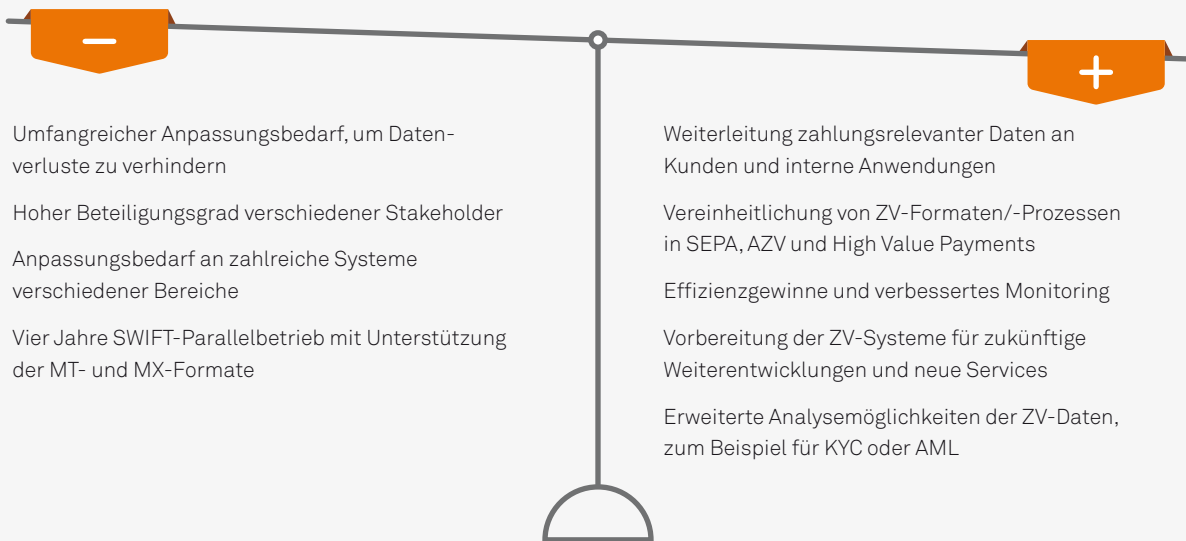 −
Umfangreicher Anpassungsbedarf, um Daten-
verluste zu verhindern
Hoher Beteiligungsgrad verschiedener Stakeholder
Anpassungsbedarf an zahlreiche Systeme
verschiedener Bereiche
Vier Jahre SWIFT-Parallelbetrieb mit Unterstützung
der MT- und MX-Formate
+
Weiterleitung zahlungsrelevanter Daten an
Kunden und interne Anwendungen
Vereinheitlichung von ZV-Formaten/-Prozessen
in SEPA, AZV und High Value Payments
Effizienzgewinne und verbessertes Monitoring
Vorbereitung der ZV-Systeme für zukünftige
Weiterentwicklungen und neue Services
Erweiterte Analysemöglichkeiten der ZV-Daten,
zum Beispiel für KYC oder AML